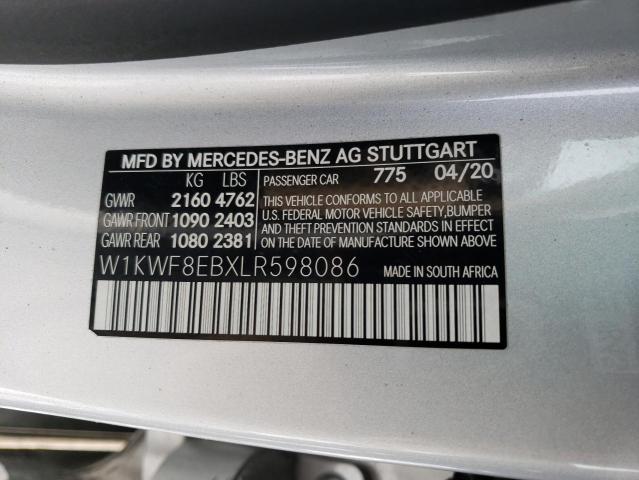 MFD BY MERCEDES-BENZ AG STUTTGART
KG LBS
GVWR 2160 4762
GAWR FRONT 1090 2403
GAWR REAR 1080 2381
PASSENGER CAR 775 04/20
THIS VEHICLE CONFORMS TO ALL APPLICABLE
U.S. FEDERAL MOTOR VEHICLE SAFETY, BUMPER
AND THEFT PREVENTION STANDARDS IN EFFECT
ON THE DATE OF MANUFACTURE SHOWN ABOVE
W1KWF8EBXLR598086 MADE IN SOUTH AFRICA